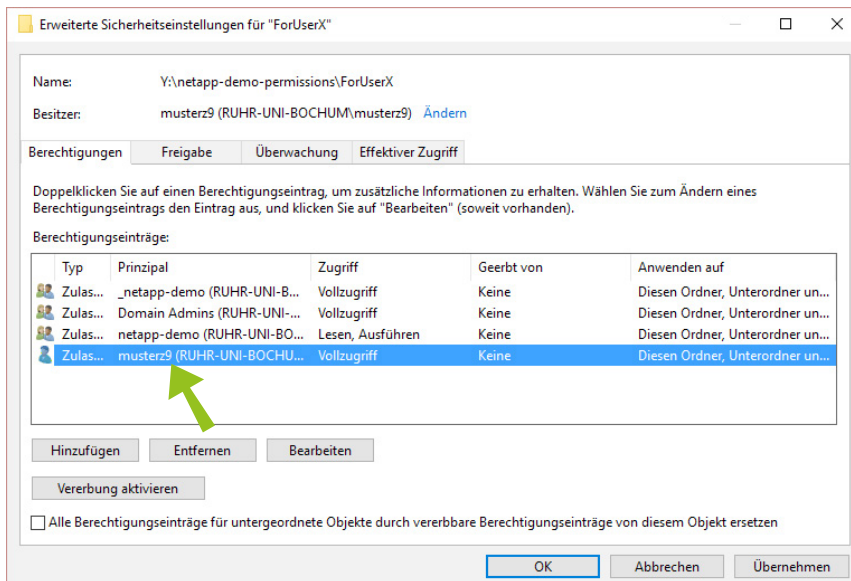 Erweiterte Sicherheitseinstellungen für "ForUserX"
Name: Y:\netapp-demo-permissions\ForUserX
Besitzer: musterz9 (RUHR-UNI-BOCHUM\musterz9) Ändern
Berechtigungen Freigabe Überwachung Effektiver Zugriff
Doppelklicken Sie auf einen Berechtigungseintrag, um zusätzliche Informationen zu erhalten. Wählen Sie zum Ändern eines
Berechtigungseintrags den Eintrag aus, und klicken Sie auf "Bearbeiten" (soweit vorhanden).
Berechtigungseinträge:
Typ Prinzipal Zugriff Geerbt von Anwenden auf
Zulas... _netapp-demo (RUHR-UNI-B... Vollzugriff Keine Diesen Ordner, Unterordner un...
Zulas... Domain Admins (RUHR-UNI-... Vollzugriff Keine Diesen Ordner, Unterordner un...
Zulas... netapp-demo (RUHR-UNI-BO... Lesen, Ausführen Keine Diesen Ordner, Unterordner un...
Zulas... musterz9 (RUHR-UNI-BOCHU... Vollzugriff Keine Diesen Ordner, Unterordner un...
Hinzufügen Entfernen Bearbeiten
Vererbung aktivieren
Alle Berechtigungseinträge für untergeordnete Objekte durch vererbbare Berechtigungseinträge von diesem Objekt ersetzen
OK Abbrechen Übernehmen